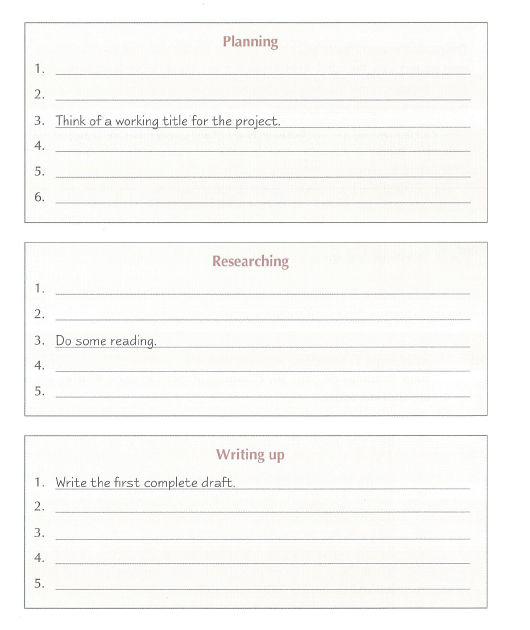 Planning
1.
2.
3. Think of a working title for the project.
4.
5.
6.
Researching
1.
2.
3. Do some reading.
4.
5.
Writing up
1. Write the first complete draft.
2.
3.
4.
5.